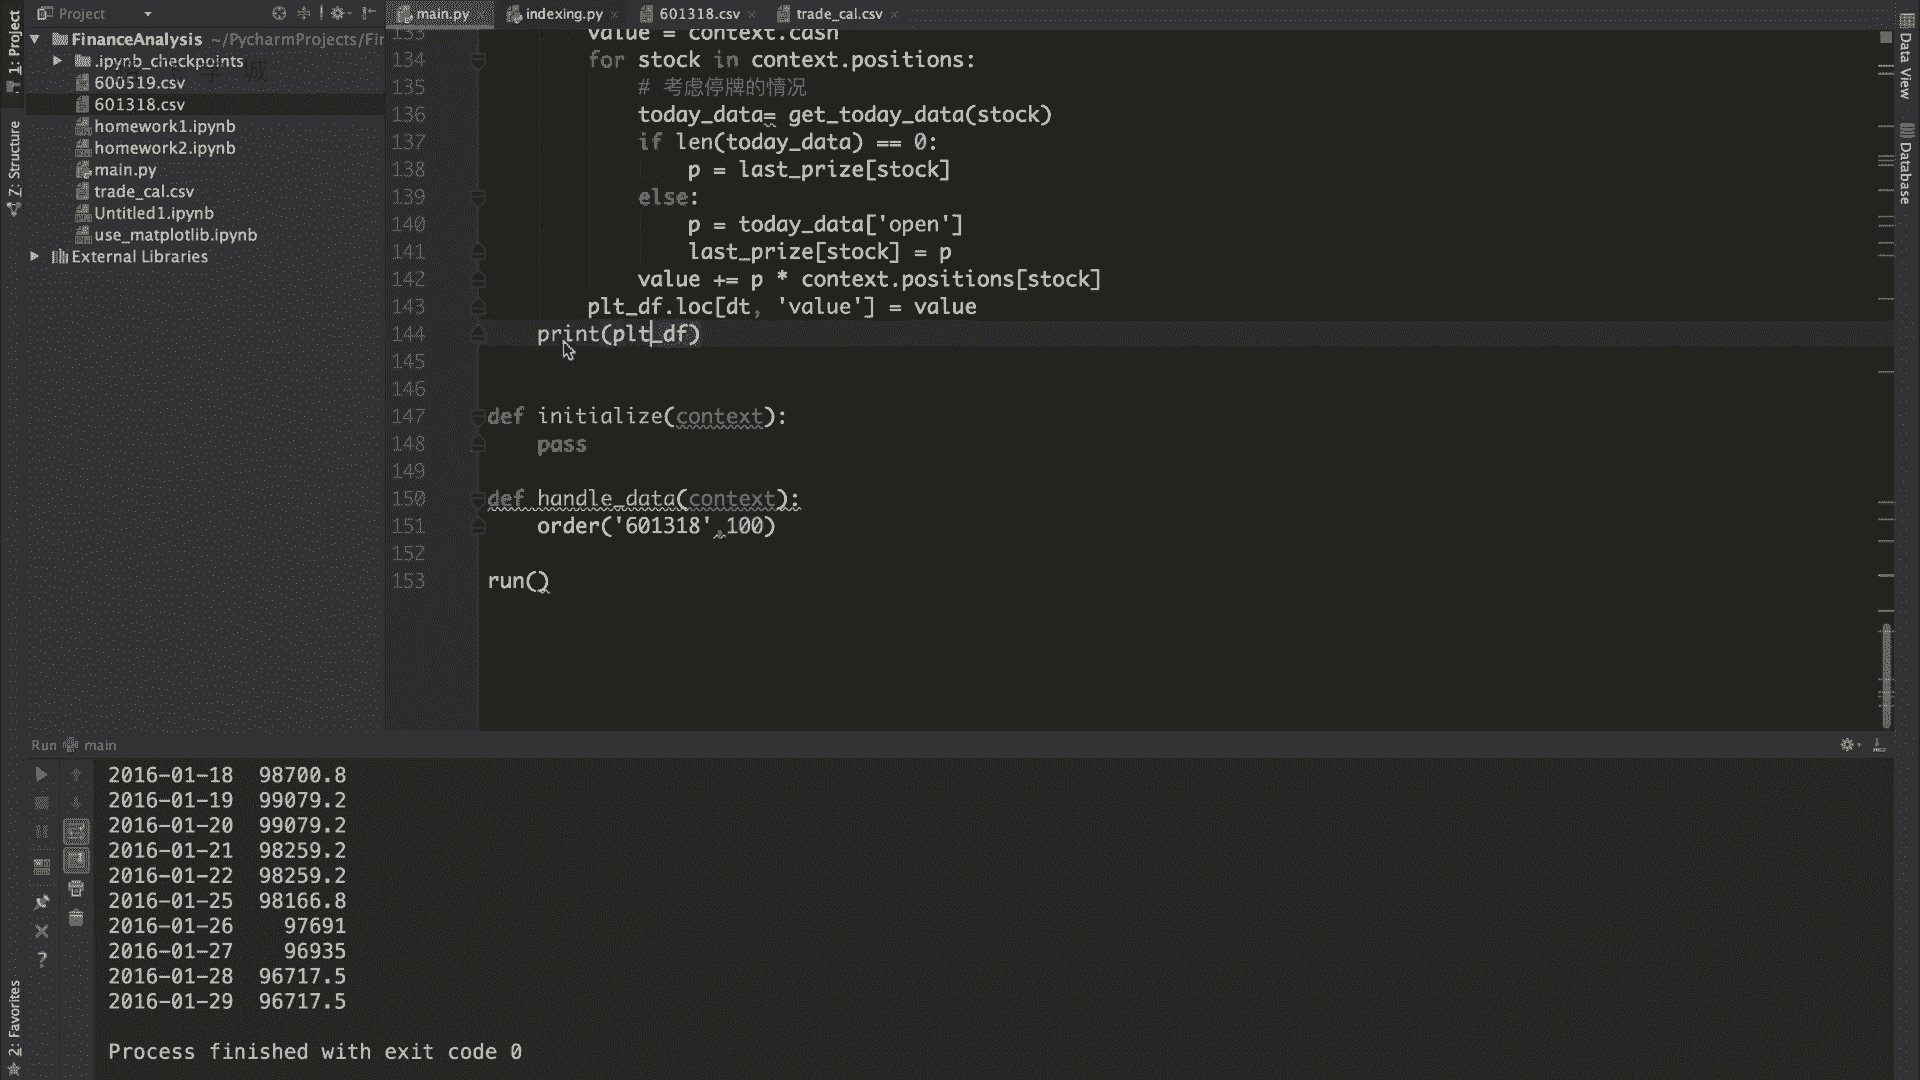 Project
main.py
indexing.py
601318.csv
trade_cal.csv
1: Project
Z: Structure
2: Favorites
Data View
Database
FinanceAnalysis ~/PycharmProjects/Fir
.ipynb_checkpoints
600519.csv
601318.csv
homework1.ipynb
homework2.ipynb
main.py
trade_cal.csv
Untitled1.ipynb
use_matplotlib.ipynb
External Libraries
133 value = context.cash
134 for stock in context.positions:
135 # 考虑停牌的情况
136 today_data= get_today_data(stock)
137 if len(today_data) == 0:
138 p = last_prize[stock]
139 else:
140 p = today_data['open']
141 last_prize[stock] = p
142 value += p * context.positions[stock]
143 plt_df.loc[dt, 'value'] = value
144 print(plt_df)
145
146
147 def initialize(context):
148 pass
149
150 def handle_data(context):
151 order('601318',100)
152
153 run()
Run main
2016-01-18 98700.8
2016-01-19 99079.2
2016-01-20 99079.2
2016-01-21 98259.2
2016-01-22 98259.2
2016-01-25 98166.8
2016-01-26 97691
2016-01-27 96935
2016-01-28 96717.5
2016-01-29 96717.5
Process finished with exit code 0